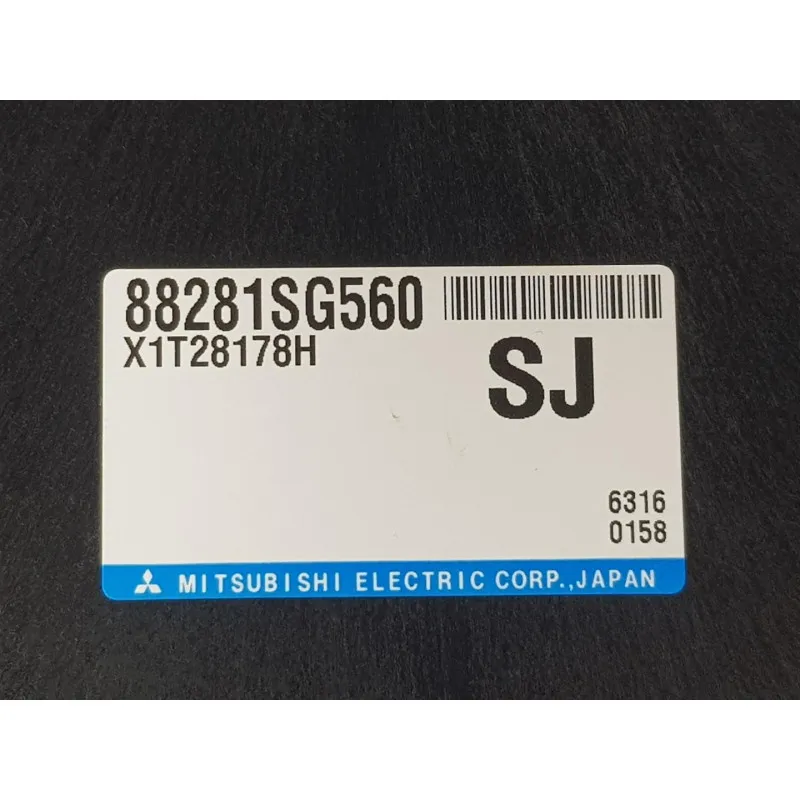 88281SG560
X1T28178H
SJ
6316
0158
MITSUBISHI ELECTRIC CORP.,JAPAN